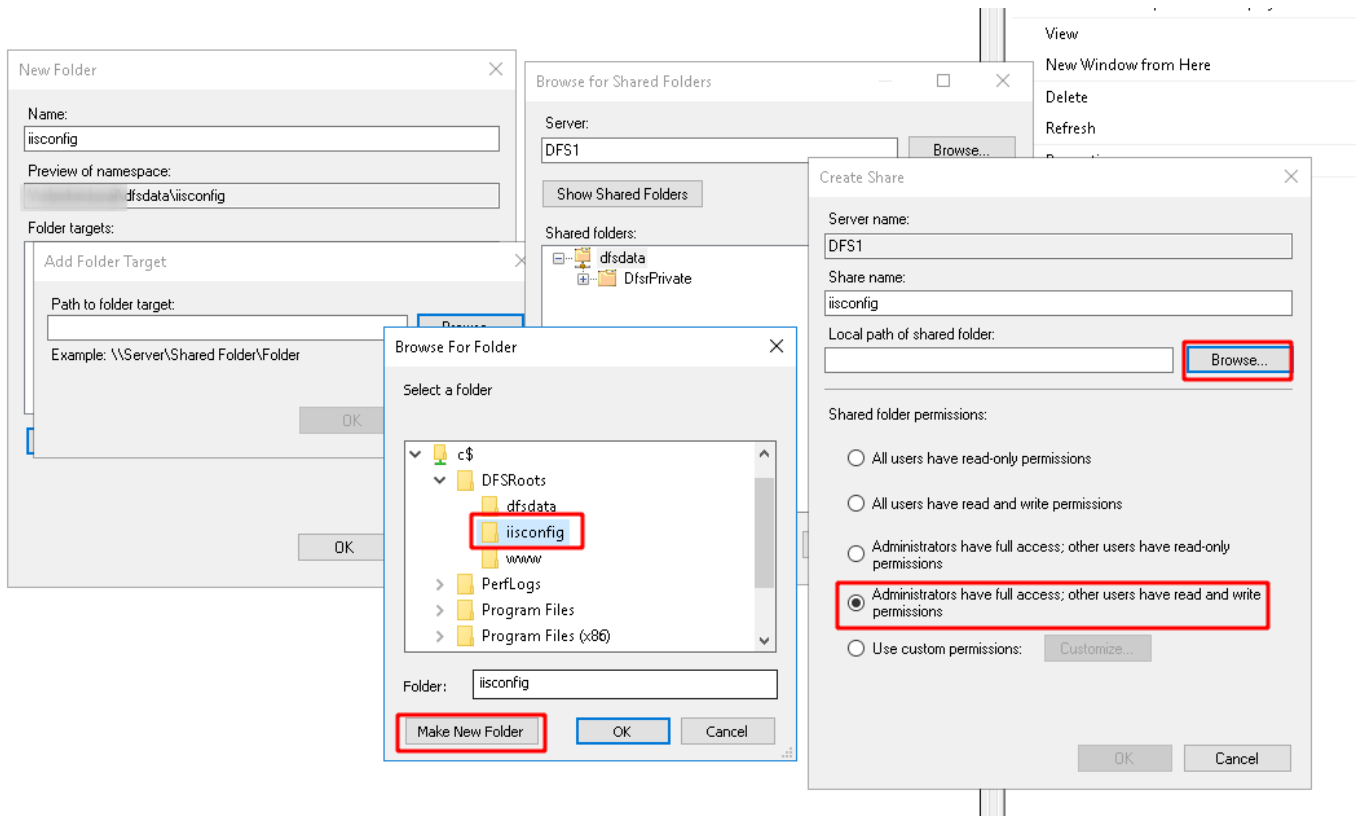 View
New Window from Here
Delete
Refresh
New Folder
Name:
iisconfig
Preview of namespace:
dfsdata\iisconfig
Folder targets:
Add Folder Target
Path to folder target:
Example: \\Server\Shared Folder\Folder
OK
OK
Browse for Shared Folders
Server:
DFS1
Browse...
Show Shared Folders
Shared folders:
dfsdata
DfsrPrivate
Browse For Folder
Select a folder
c$
DFSRoots
dfsdata
iisconfig
www
PerfLogs
Program Files
Program Files (x86)
Folder:
iisconfig
Make New Folder
OK
Cancel
Create Share
Server name:
DFS1
Share name:
iisconfig
Local path of shared folder:
Browse...
Shared folder permissions:
All users have read-only permissions
All users have read and write permissions
Administrators have full access; other users have read-only
permissions
Administrators have full access; other users have read and write
permissions
Use custom permissions:
Customize...
OK
Cancel